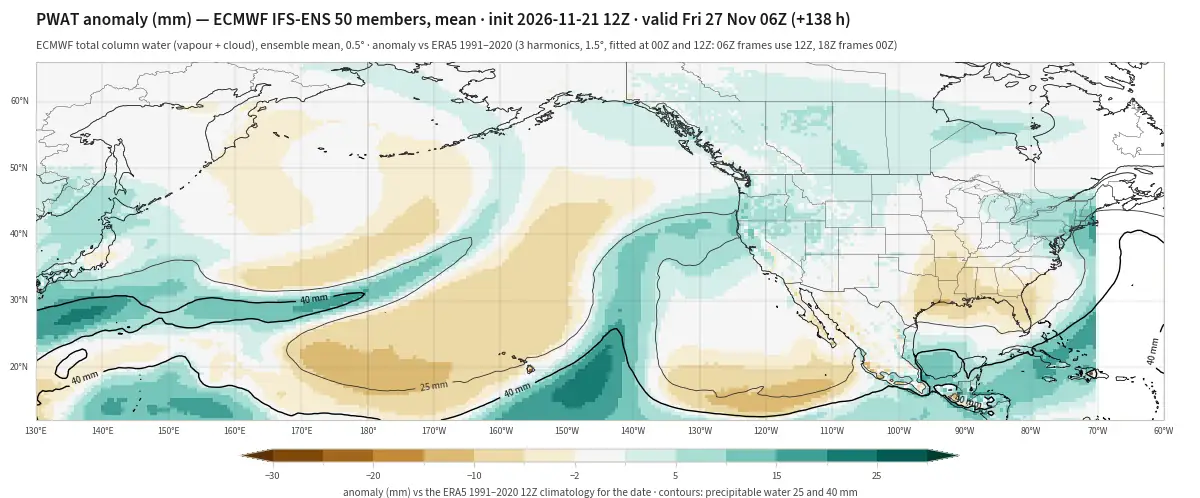 PWAT anomaly (mm) — ECMWF IFS-ENS 50 members, mean · init 2026-11-21 12Z · valid Fri 27 Nov 06Z (+138 h)
ECMWF total column water (vapour + cloud), ensemble mean, 0.5° · anomaly vs ERA5 1991–2020 (3 harmonics, 1.5°, fitted at 00Z and 12Z: 06Z frames use 12Z, 18Z frames 00Z)
60°N
50°N
40°N
30°N
20°N
40 mm
40 mm
25 mm
40 mm
40 mm
130°E 140°E 150°E 160°E 170°E 180° 170°W 160°W 150°W 140°W 130°W 120°W 110°W 100°W 90°W 80°W 70°W 60°W
−30 −20 −10 −2 5 15 25
anomaly (mm) vs the ERA5 1991–2020 12Z climatology for the date · contours: precipitable water 25 and 40 mm